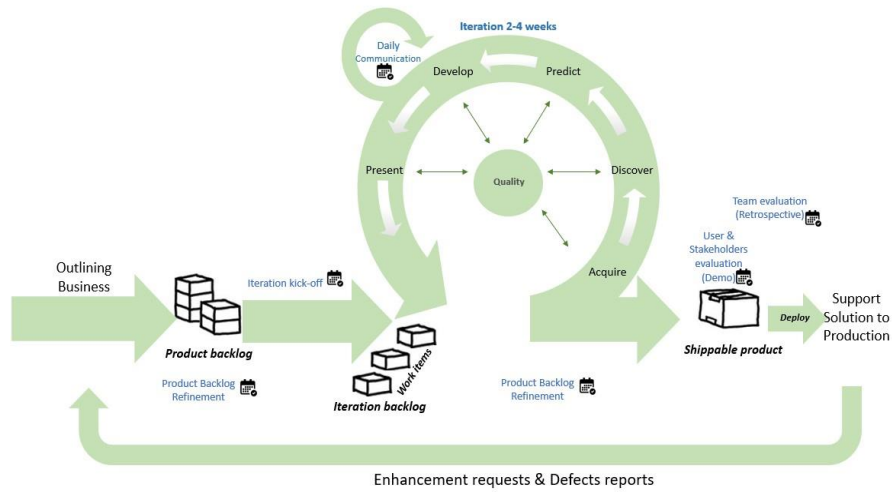 Iteration 2-4 weeks
Daily
Communication
Develop
Predict
Present
Quality
Discover
Acquire
Team evaluation
(Retrospective)
User &
Stakeholders
evaluation
(Demo)
Outlining
Business
Iteration kick-off
Product backlog
Product Backlog
Refinement
Work items
Iteration backlog
Product Backlog
Refinement
Shippable product
Deploy
Support
Solution to
Production
Enhancement requests & Defects reports